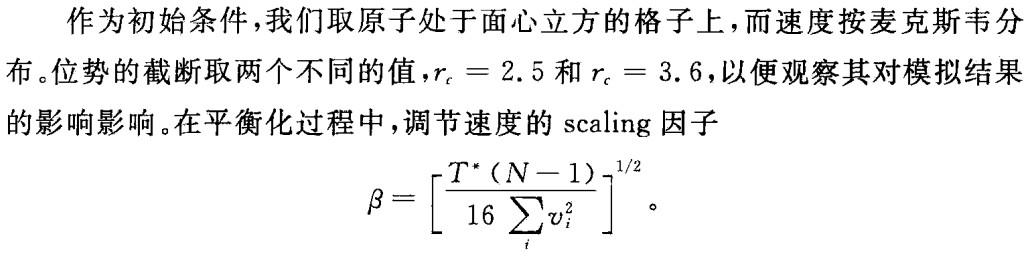 作为初始条件,我们取原子处于面心立方的格子上,而速度按麦克斯韦分
布。位势的截断取两个不同的值,r_c = 2.5 和 r_c = 3.6,以便观察其对模拟结果
的影响影响。在平衡化过程中,调节速度的 scaling 因子
β = [ T* (N − 1) / 16 ∑_i v_i^2 ]^{1/2} 。